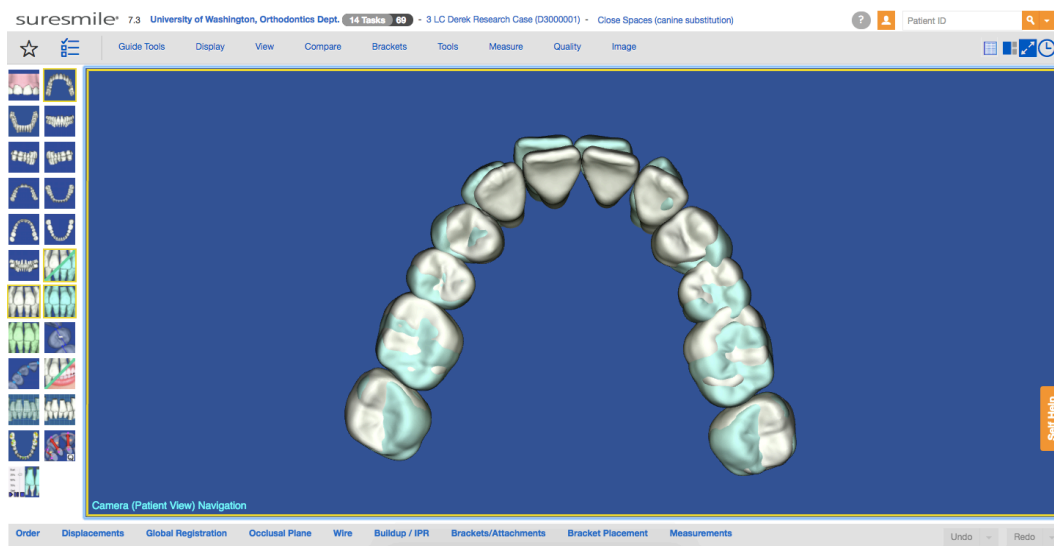 suresmile® 7.3 University of Washington, Orthodontics Dept. 14 Tasks 69 - 3 LC Derek Research Case (D3000001) - Close Spaces (canine substitution) ? Patient ID
Guide Tools Display View Compare Brackets Tools Measure Quality Image
Self Help
Camera (Patient View) Navigation
Order Displacements Global Registration Occlusal Plane Wire Buildup / IPR Brackets/Attachments Bracket Placement Measurements Undo Redo